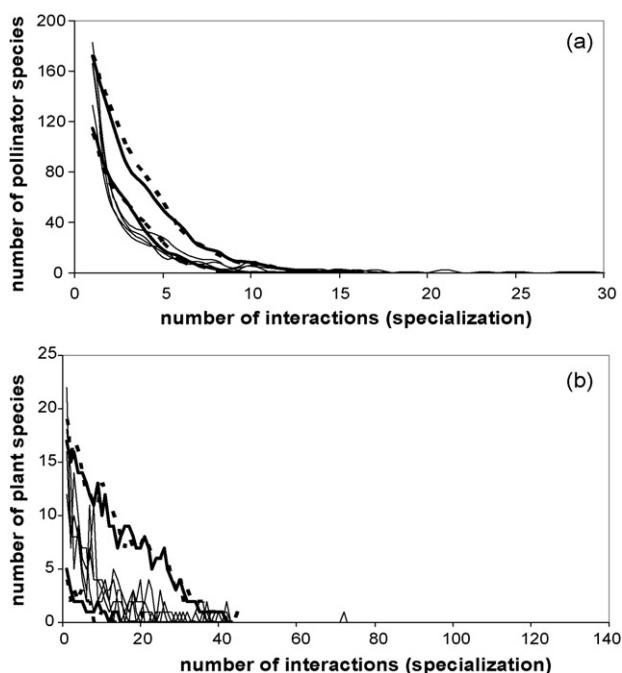 200
(a)
160
120
80
40
0
number of pollinator species
0 5 10 15 20 25 30
number of interactions (specialization)
25
(b)
20
15
10
5
0
number of plant species
0 20 40 60 80 100 120 140
number of interactions (specialization)